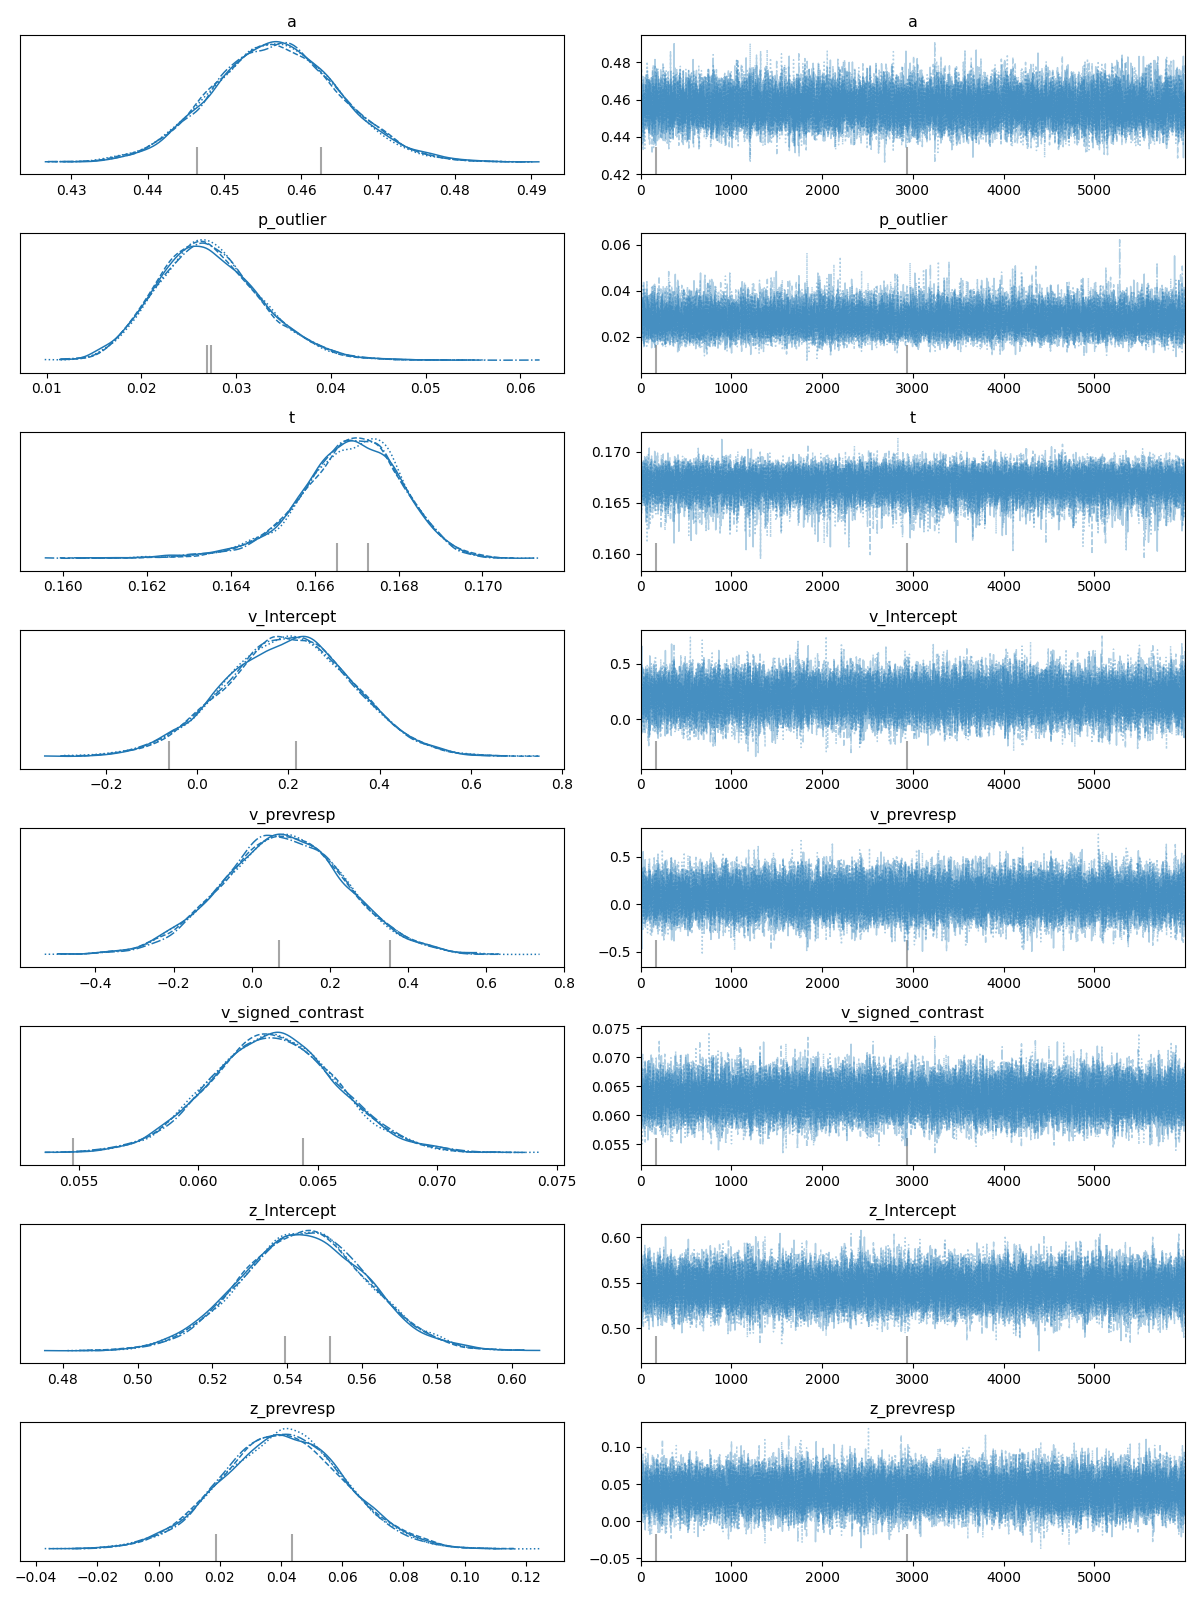 a a
0.48
0.46
0.44
0.42
0.43 0.44 0.45 0.46 0.47 0.48 0.49 0 1000 2000 3000 4000 5000
p_outlier p_outlier
0.06
0.04
0.02
0.01 0.02 0.03 0.04 0.05 0.06 0 1000 2000 3000 4000 5000
t t
0.170
0.165
0.160
0.160 0.162 0.164 0.166 0.168 0.170 0 1000 2000 3000 4000 5000
v_Intercept v_Intercept
0.5
0.0
−0.2 0.0 0.2 0.4 0.6 0.8 0 1000 2000 3000 4000 5000
v_prevresp v_prevresp
0.5
0.0
−0.5
−0.4 −0.2 0.0 0.2 0.4 0.6 0.8 0 1000 2000 3000 4000 5000
v_signed_contrast v_signed_contrast
0.075
0.070
0.065
0.060
0.055
0.055 0.060 0.065 0.070 0.075 0 1000 2000 3000 4000 5000
z_Intercept z_Intercept
0.60
0.55
0.50
0.48 0.50 0.52 0.54 0.56 0.58 0.60 0 1000 2000 3000 4000 5000
z_prevresp z_prevresp
0.10
0.05
0.00
−0.05
−0.04 −0.02 0.00 0.02 0.04 0.06 0.08 0.10 0.12 0 1000 2000 3000 4000 5000